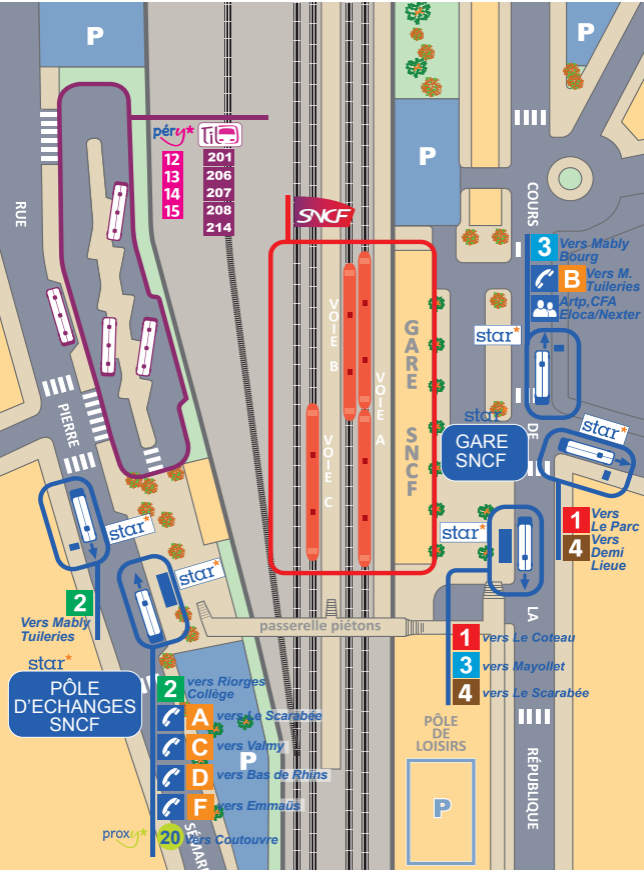 P
P
P
P
P
RUE
PIERRE
SÉMARD
péry*
TiL
12
13
14
15
201
206
207
208
214
SNCF
VOIE B
VOIE A
VOIE C
GARE SNCF
COURS
DE
LA
RÉPUBLIQUE
3 Vers Mably
Bourg
B Vers M.
Tuileries
Artp,CFA
Eloca/Nexter
star*
star
GARE
SNCF
star*
1 Vers
Le Parc
4 Vers
Demi
Lieue
star*
1 vers Le Coteau
3 vers Mayollet
4 vers Le Scarabée
passerelle piétons
PÔLE
DE LOISIRS
star*
2
Vers Mably
Tuileries
star*
star*
PÔLE
D'ECHANGES
SNCF
2 vers Riorges
Collège
A vers Le Scarabée
C vers Valmy
D vers Bas de Rhins
F vers Emmaüs
proxy*
20 Vers Coutouvre